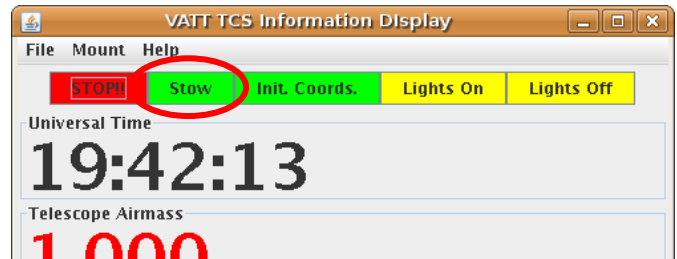 VATT TCS Information DIsplay
File Mount Help
STOP!! Stow Init. Coords. Lights On Lights Off
Universal Time
19:42:13
Telescope Airmass
1.000